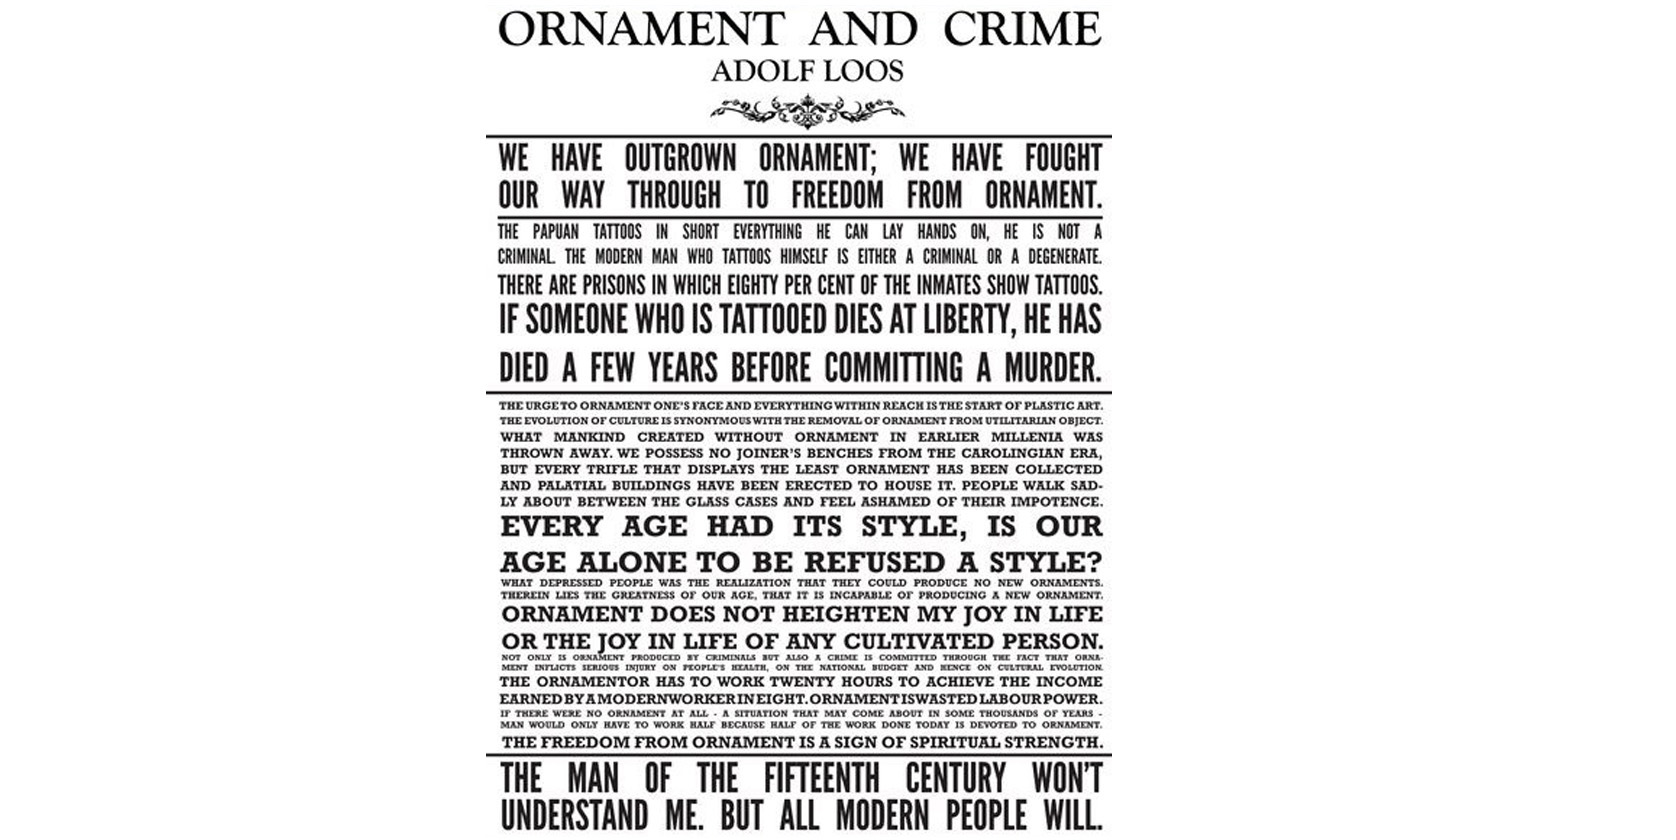 ORNAMENT AND CRIME
ADOLF LOOS
WE HAVE OUTGROWN ORNAMENT; WE HAVE FOUGHT
OUR WAY THROUGH TO FREEDOM FROM ORNAMENT.
THE PAPUAN TATTOOS IN SHORT EVERYTHING HE CAN LAY HANDS ON, HE IS NOT A
CRIMINAL. THE MODERN MAN WHO TATTOOS HIMSELF IS EITHER A CRIMINAL OR A DEGENERATE.
THERE ARE PRISONS IN WHICH EIGHTY PER CENT OF THE INMATES SHOW TATTOOS.
IF SOMEONE WHO IS TATTOOED DIES AT LIBERTY, HE HAS
DIED A FEW YEARS BEFORE COMMITTING A MURDER.
THE URGE TO ORNAMENT ONE'S FACE AND EVERYTHING WITHIN REACH IS THE START OF PLASTIC ART.
THE EVOLUTION OF CULTURE IS SYNONYMOUS WITH THE REMOVAL OF ORNAMENT FROM UTILITARIAN OBJECT.
WHAT MANKIND CREATED WITHOUT ORNAMENT IN EARLIER MILLENIA WAS
THROWN AWAY. WE POSSESS NO JOINER'S BENCHES FROM THE CAROLINGIAN ERA,
BUT EVERY TRIFLE THAT DISPLAYS THE LEAST ORNAMENT HAS BEEN COLLECTED
AND PALATIAL BUILDINGS HAVE BEEN ERECTED TO HOUSE IT. PEOPLE WALK SAD-
LY ABOUT BETWEEN THE GLASS CASES AND FEEL ASHAMED OF THEIR IMPOTENCE.
EVERY AGE HAD ITS STYLE, IS OUR
AGE ALONE TO BE REFUSED A STYLE?
WHAT DEPRESSED PEOPLE WAS THE REALIZATION THAT THEY COULD PRODUCE NO NEW ORNAMENTS.
THEREIN LIES THE GREATNESS OF OUR AGE, THAT IT IS INCAPABLE OF PRODUCING A NEW ORNAMENT.
ORNAMENT DOES NOT HEIGHTEN MY JOY IN LIFE
OR THE JOY IN LIFE OF ANY CULTIVATED PERSON.
NOT ONLY IS ORNAMENT PRODUCED BY CRIMINALS BUT ALSO A CRIME IS COMMITTED THROUGH THE FACT THAT ORNA-
MENT INFLICTS SERIOUS INJURY ON PEOPLE'S HEALTH, ON THE NATIONAL BUDGET AND HENCE ON CULTURAL EVOLUTION.
THE ORNAMENTOR HAS TO WORK TWENTY HOURS TO ACHIEVE THE INCOME
EARNED BY A MODERN WORKER IN EIGHT. ORNAMENT IS WASTED LABOUR POWER.
IF THERE WERE NO ORNAMENT AT ALL - A SITUATION THAT MAY COME ABOUT IN SOME THOUSANDS OF YEARS -
MAN WOULD ONLY HAVE TO WORK HALF BECAUSE HALF OF THE WORK DONE TODAY IS DEVOTED TO ORNAMENT.
THE FREEDOM FROM ORNAMENT IS A SIGN OF SPIRITUAL STRENGTH.
THE MAN OF THE FIFTEENTH CENTURY WON'T
UNDERSTAND ME. BUT ALL MODERN PEOPLE WILL.